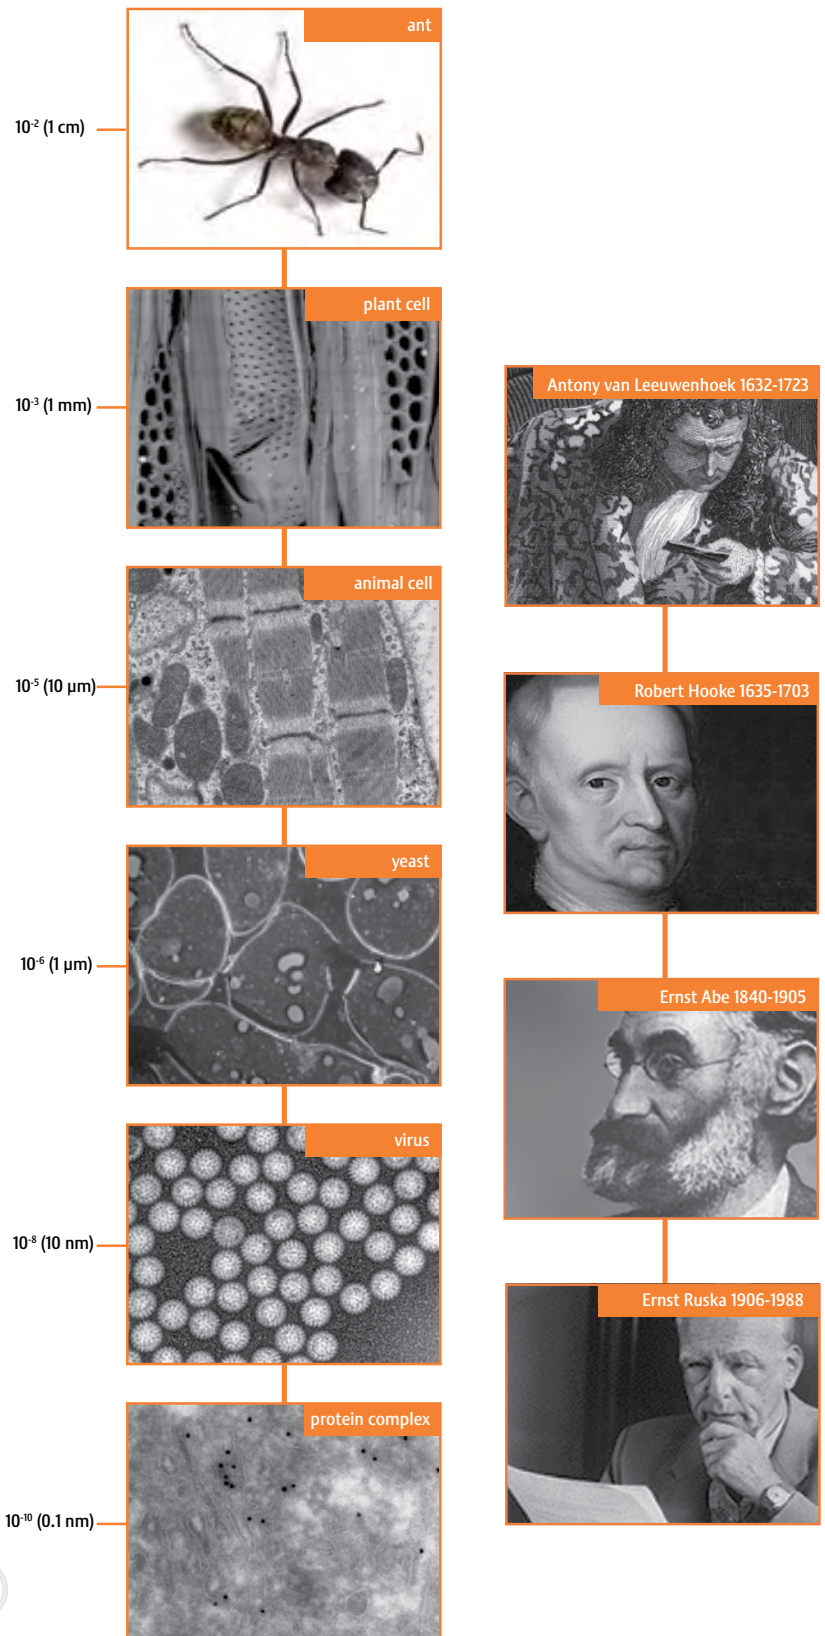 ant
10⁻² (1 cm)
plant cell
10⁻³ (1 mm)
animal cell
10⁻⁵ (10 µm)
yeast
10⁻⁶ (1 µm)
virus
10⁻⁸ (10 nm)
protein complex
10⁻¹⁰ (0.1 nm)
Antony van Leeuwenhoek 1632-1723
Robert Hooke 1635-1703
Ernst Abe 1840-1905
Ernst Ruska 1906-1988